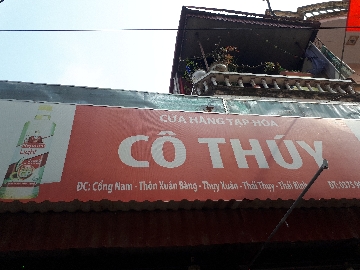 CỬA HÀNG TẠP HÓA
CÔ THÚY
ĐC: Cổng Nam - Thôn Xuân Bàng - Thụy Xuân - Thái Thụy - Thái Bình